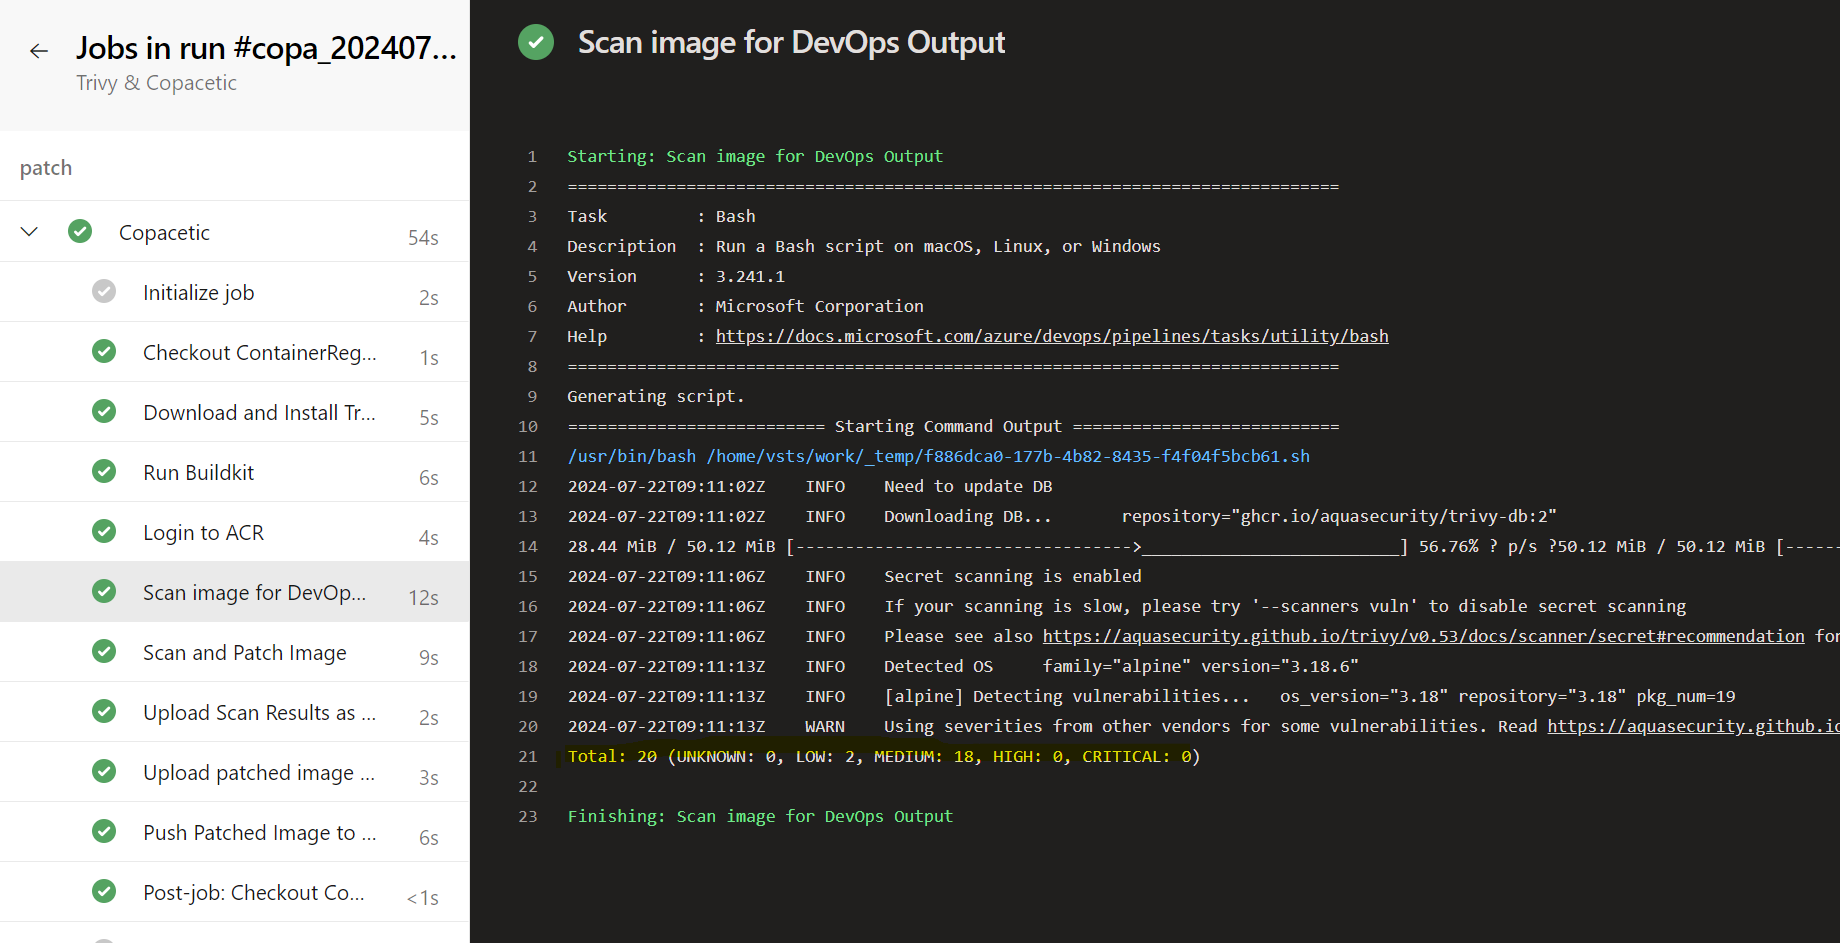 Jobs in run #copa_202407...
Trivy & Copacetic
patch
Copacetic 54s
Initialize job 2s
Checkout ContainerReg... 1s
Download and Install Tr... 5s
Run Buildkit 6s
Login to ACR 4s
Scan image for DevOp... 12s
Scan and Patch Image 9s
Upload Scan Results as ... 2s
Upload patched image ... 3s
Push Patched Image to ... 6s
Post-job: Checkout Co... <1s
Scan image for DevOps Output
1 Starting: Scan image for DevOps Output
2 ==============================================================================
3 Task         : Bash
4 Description  : Run a Bash script on macOS, Linux, or Windows
5 Version      : 3.241.1
6 Author       : Microsoft Corporation
7 Help         : https://docs.microsoft.com/azure/devops/pipelines/tasks/utility/bash
8 ==============================================================================
9 Generating script.
10 ========================== Starting Command Output ===========================
11 /usr/bin/bash /home/vsts/work/_temp/f886dca0-177b-4b82-8435-f4f04f5bcb61.sh
12 2024-07-22T09:11:02Z    INFO    Need to update DB
13 2024-07-22T09:11:02Z    INFO    Downloading DB...       repository="ghcr.io/aquasecurity/trivy-db:2"
14 28.44 MiB / 50.12 MiB [---------------------------------->__________________________] 56.76% ? p/s ?50.12 MiB / 50.12 MiB [------
15 2024-07-22T09:11:06Z    INFO    Secret scanning is enabled
16 2024-07-22T09:11:06Z    INFO    If your scanning is slow, please try '--scanners vuln' to disable secret scanning
17 2024-07-22T09:11:06Z    INFO    Please see also https://aquasecurity.github.io/trivy/v0.53/docs/scanner/secret#recommendation for
18 2024-07-22T09:11:13Z    INFO    Detected OS     family="alpine" version="3.18.6"
19 2024-07-22T09:11:13Z    INFO    [alpine] Detecting vulnerabilities...   os_version="3.18" repository="3.18" pkg_num=19
20 2024-07-22T09:11:13Z    WARN    Using severities from other vendors for some vulnerabilities. Read https://aquasecurity.github.io
21 Total: 20 (UNKNOWN: 0, LOW: 2, MEDIUM: 18, HIGH: 0, CRITICAL: 0)
22
23 Finishing: Scan image for DevOps Output